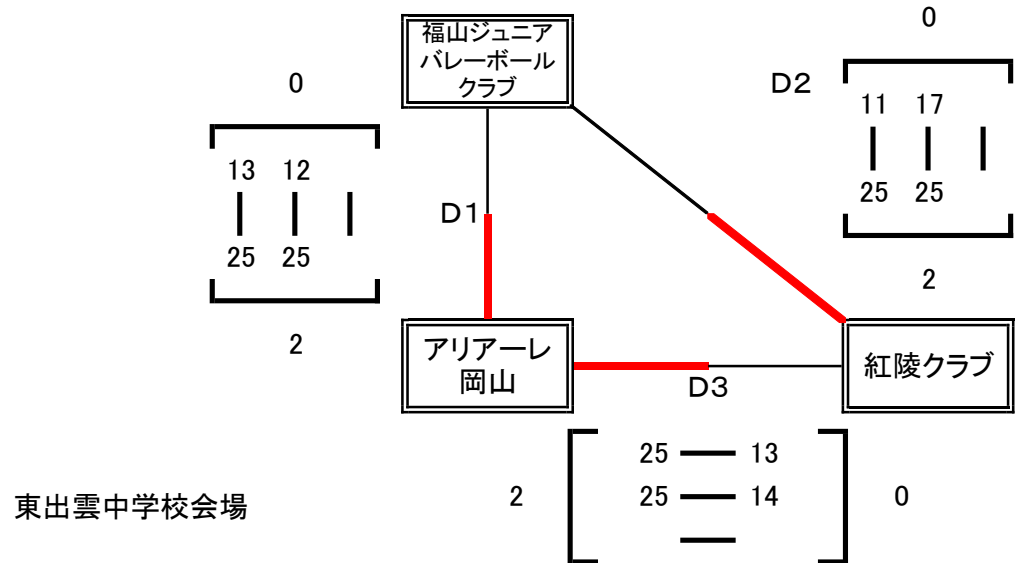 福山ジュニア
バレーボール
クラブ
0
13 12
25 25
2
D1
D2
0
11 17
25 25
2
アリアーレ
岡山
紅陵クラブ
D3
2
25 13
25 14
0
東出雲中学校会場